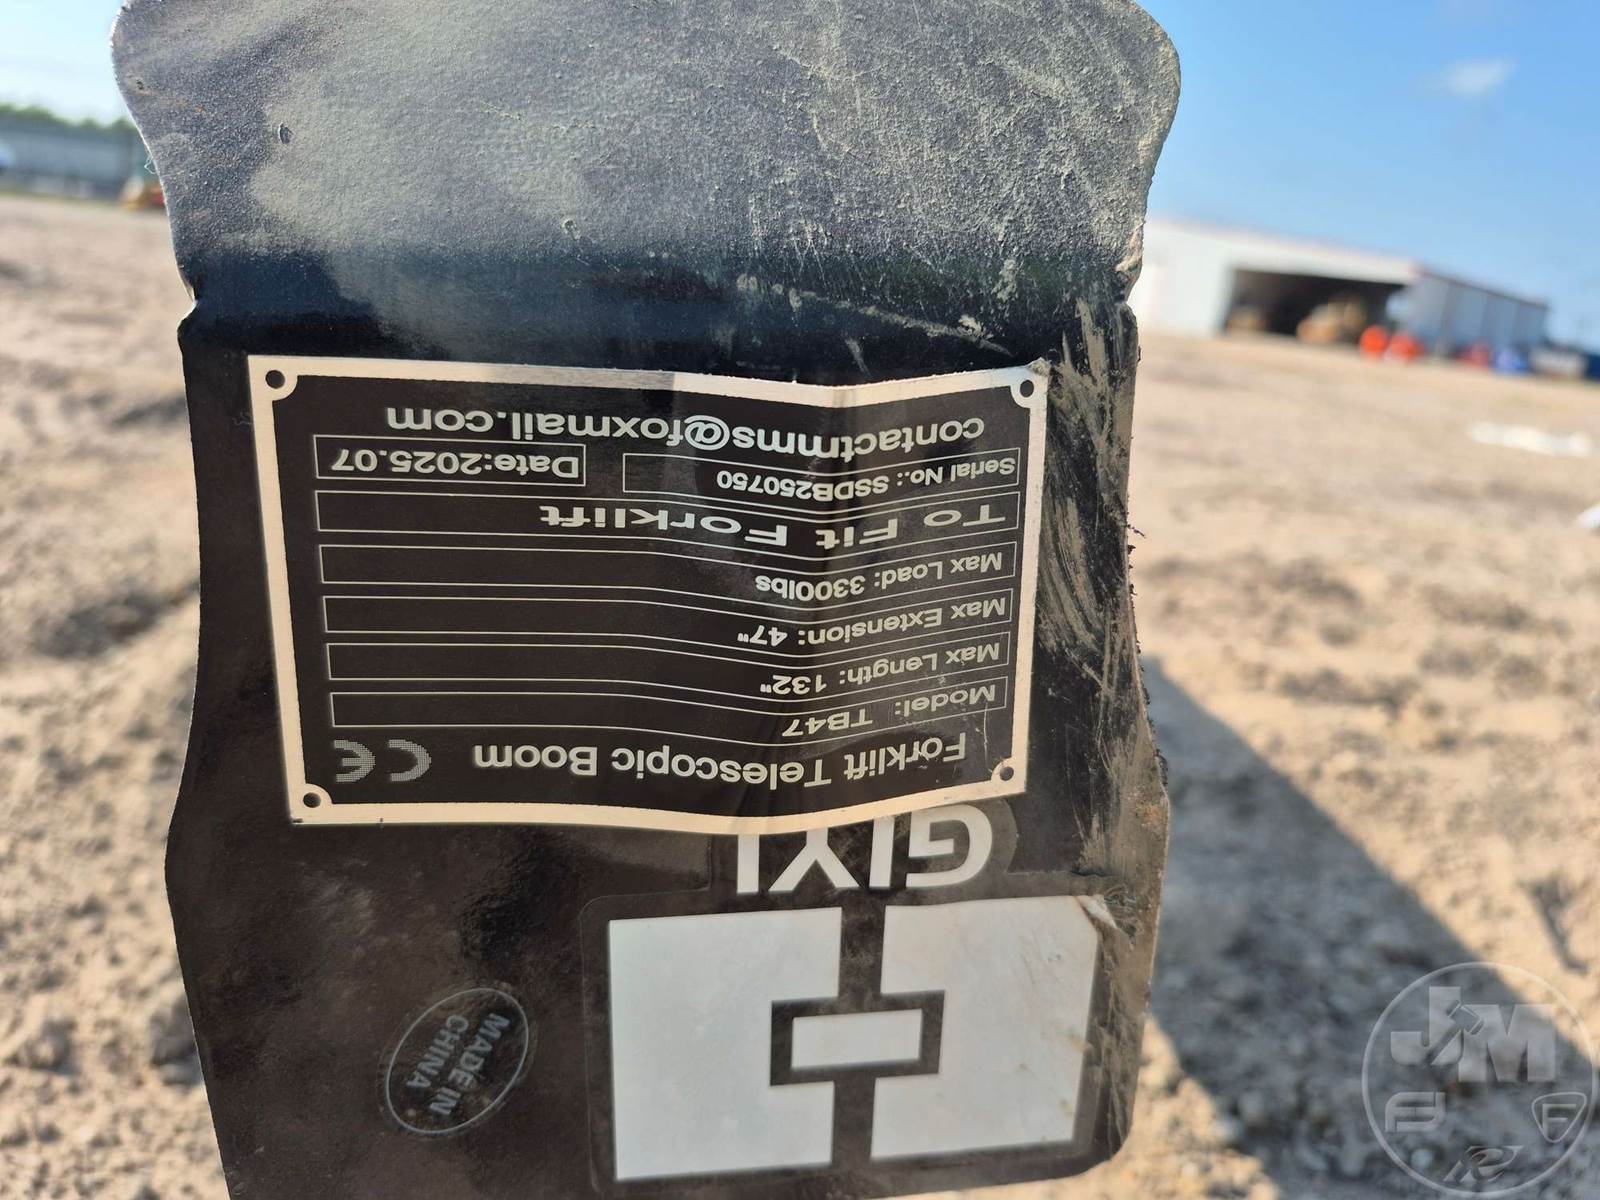 GIYI
Forklift Telescopic Boom CE
Model: TB47
Max Length: 132"
Max Extension: 47"
Max Load: 3300lbs
To Fit Forklift
Serial No.: SSDB250750 Date:2025.07
contactmms@foxmail.com
MADE IN
CHINA
JM